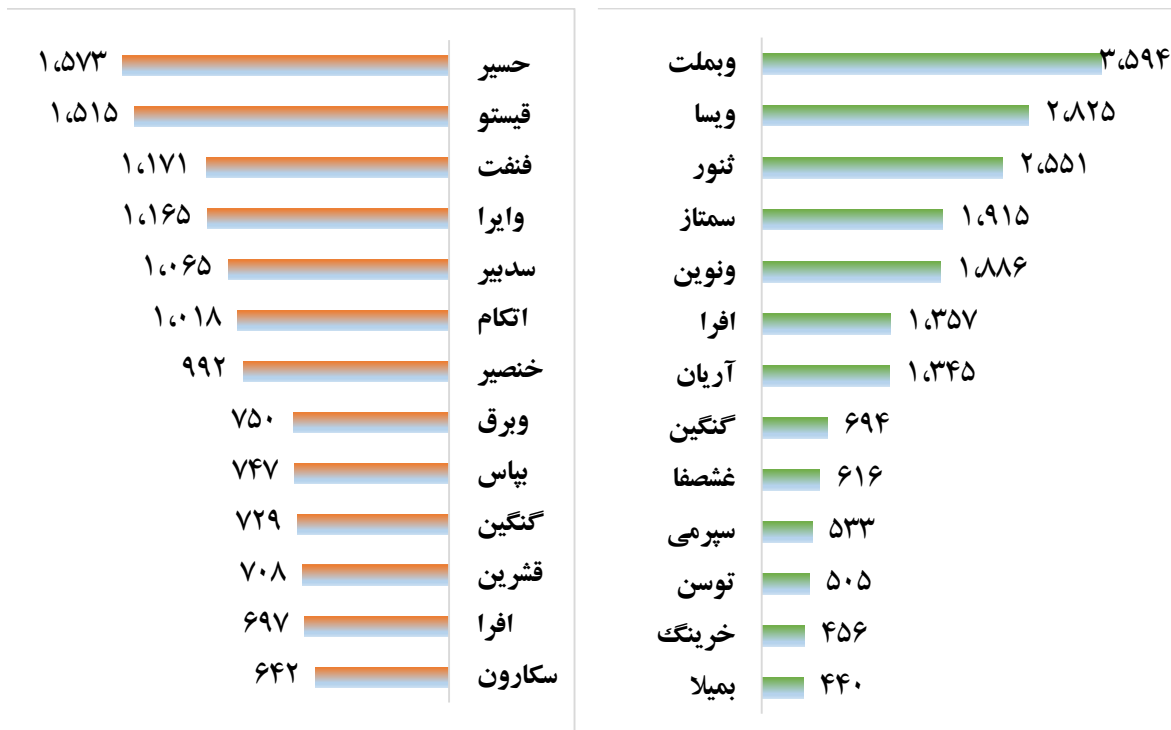 وبملت ۳،۵۹۴
ویسا ۲،۸۲۵
ثنور ۲،۵۵۱
سمتاز ۱،۹۱۵
ونوین ۱،۸۸۶
افرا ۱،۳۵۷
آریان ۱،۳۴۵
گنگین ۶۹۴
غشصفا ۶۱۶
سپرمی ۵۳۳
توسن ۵۰۵
خرینگ ۴۵۶
بمیلا ۴۴۰
حسیر ۱،۵۷۳
قیستو ۱،۵۱۵
فنفت ۱،۱۷۱
وایرا ۱،۱۶۵
سدبیر ۱،۰۶۵
اتکام ۱،۰۱۸
خنصیر ۹۹۲
وبرق ۷۵۰
بپاس ۷۴۷
گنگین ۷۲۹
قشرین ۷۰۸
افرا ۶۹۷
سکارون ۶۴۲